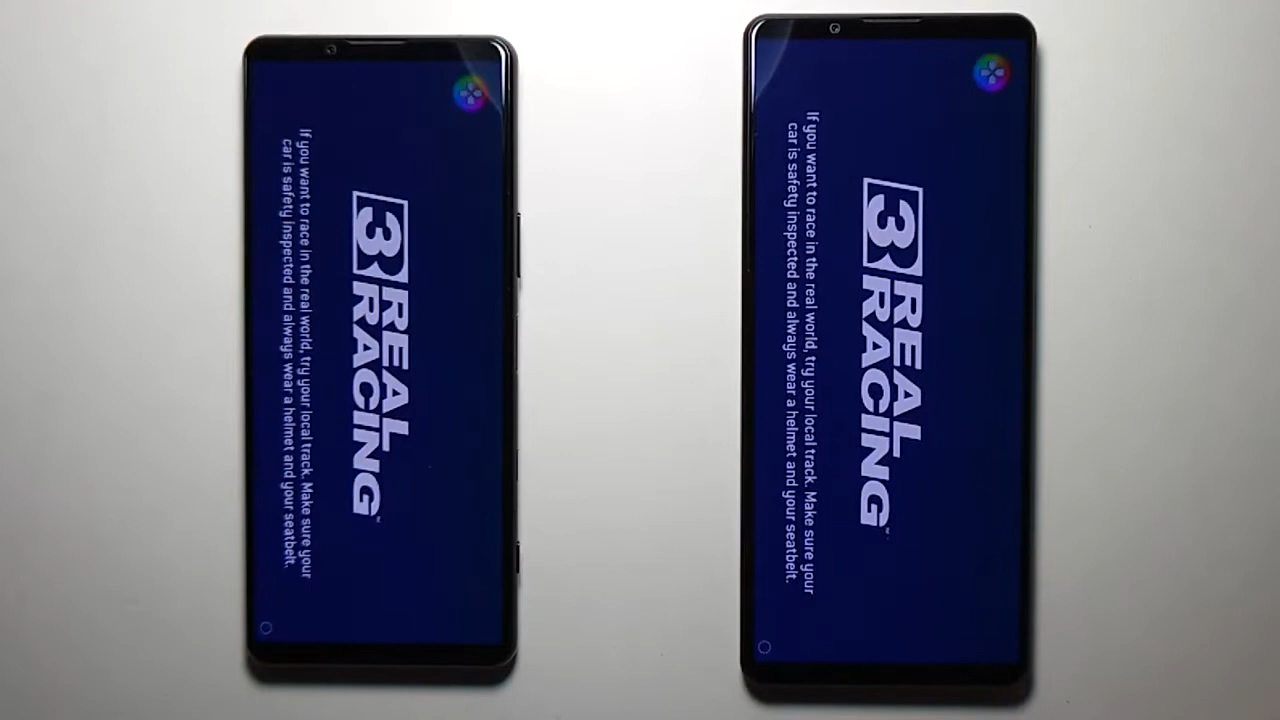 3 REAL
RACING™
If you want to race in the real world, try your local track. Make sure your
car is safety inspected and always wear a helmet and your seatbelt.
3 REAL
RACING™
If you want to race in the real world, try your local track. Make sure your
car is safety inspected and always wear a helmet and your seatbelt.